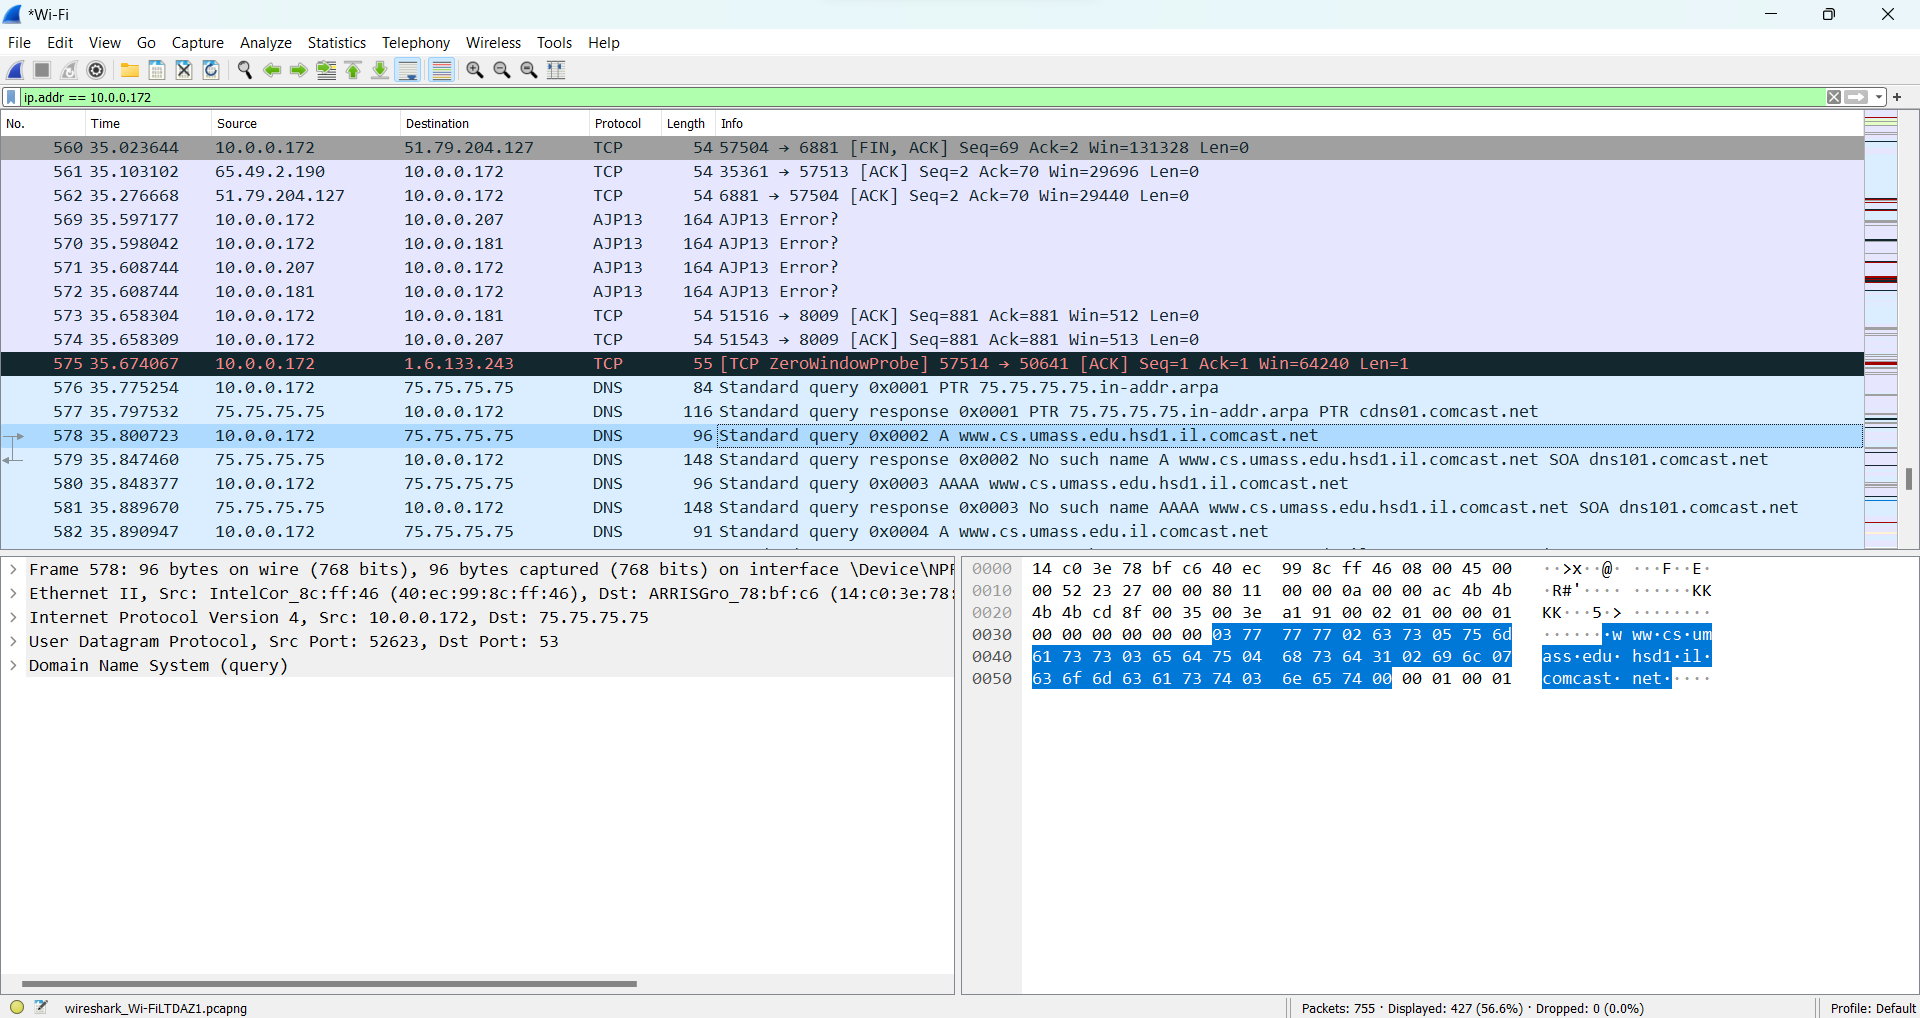 *Wi-Fi
File Edit View Go Capture Analyze Statistics Telephony Wireless Tools Help
ip.addr == 10.0.0.172
No. Time Source Destination Protocol Length Info
560 35.023644 10.0.0.172 51.79.204.127 TCP 54 57504 → 6881 [FIN, ACK] Seq=69 Ack=2 Win=131328 Len=0
561 35.103102 65.49.2.190 10.0.0.172 TCP 54 35361 → 57513 [ACK] Seq=2 Ack=70 Win=29696 Len=0
562 35.276668 51.79.204.127 10.0.0.172 TCP 54 6881 → 57504 [ACK] Seq=2 Ack=70 Win=29440 Len=0
569 35.597177 10.0.0.172 10.0.0.207 AJP13 164 AJP13 Error?
570 35.598042 10.0.0.172 10.0.0.181 AJP13 164 AJP13 Error?
571 35.608744 10.0.0.207 10.0.0.172 AJP13 164 AJP13 Error?
572 35.608744 10.0.0.181 10.0.0.172 AJP13 164 AJP13 Error?
573 35.658304 10.0.0.172 10.0.0.181 TCP 54 51516 → 8009 [ACK] Seq=881 Ack=881 Win=512 Len=0
574 35.658309 10.0.0.172 10.0.0.207 TCP 54 51543 → 8009 [ACK] Seq=881 Ack=881 Win=513 Len=0
575 35.674067 10.0.0.172 1.6.133.243 TCP 55 [TCP ZeroWindowProbe] 57514 → 50641 [ACK] Seq=1 Ack=1 Win=64240 Len=1
576 35.775254 10.0.0.172 75.75.75.75 DNS 84 Standard query 0x0001 PTR 75.75.75.75.in-addr.arpa
577 35.797532 75.75.75.75 10.0.0.172 DNS 116 Standard query response 0x0001 PTR 75.75.75.75.in-addr.arpa PTR cdns01.comcast.net
578 35.800723 10.0.0.172 75.75.75.75 DNS 96 Standard query 0x0002 A www.cs.umass.edu.hsd1.il.comcast.net
579 35.847460 75.75.75.75 10.0.0.172 DNS 148 Standard query response 0x0002 No such name A www.cs.umass.edu.hsd1.il.comcast.net SOA dns101.comcast.net
580 35.848377 10.0.0.172 75.75.75.75 DNS 96 Standard query 0x0003 AAAA www.cs.umass.edu.hsd1.il.comcast.net
581 35.889670 75.75.75.75 10.0.0.172 DNS 148 Standard query response 0x0003 No such name AAAA www.cs.umass.edu.hsd1.il.comcast.net SOA dns101.comcast.net
582 35.890947 10.0.0.172 75.75.75.75 DNS 91 Standard query 0x0004 A www.cs.umass.edu.il.comcast.net
Frame 578: 96 bytes on wire (768 bits), 96 bytes captured (768 bits) on interface \Device\NPF
Ethernet II, Src: IntelCor_8c:ff:46 (40:ec:99:8c:ff:46), Dst: ARRISGro_78:bf:c6 (14:c0:3e:78:
Internet Protocol Version 4, Src: 10.0.0.172, Dst: 75.75.75.75
User Datagram Protocol, Src Port: 52623, Dst Port: 53
Domain Name System (query)
0000 14 c0 3e 78 bf c6 40 ec 99 8c ff 46 08 00 45 00 ··>x··@· ···F··E·
0010 00 52 23 27 00 00 80 11 00 00 0a 00 00 ac 4b 4b ·R#'···· ······KK
0020 4b 4b cd 8f 00 35 00 3e a1 91 00 02 01 00 00 01 KK···5·> ········
0030 00 00 00 00 00 00 03 77 77 77 02 63 73 05 75 6d ·······w ww·cs·um
0040 61 73 73 03 65 64 75 04 68 73 64 31 02 69 6c 07 ass·edu· hsd1·il·
0050 63 6f 6d 63 61 73 74 03 6e 65 74 00 00 01 00 01 comcast· net·····
wireshark_Wi-FiLTDAZ1.pcapng Packets: 755 · Displayed: 427 (56.6%) · Dropped: 0 (0.0%) Profile: Default